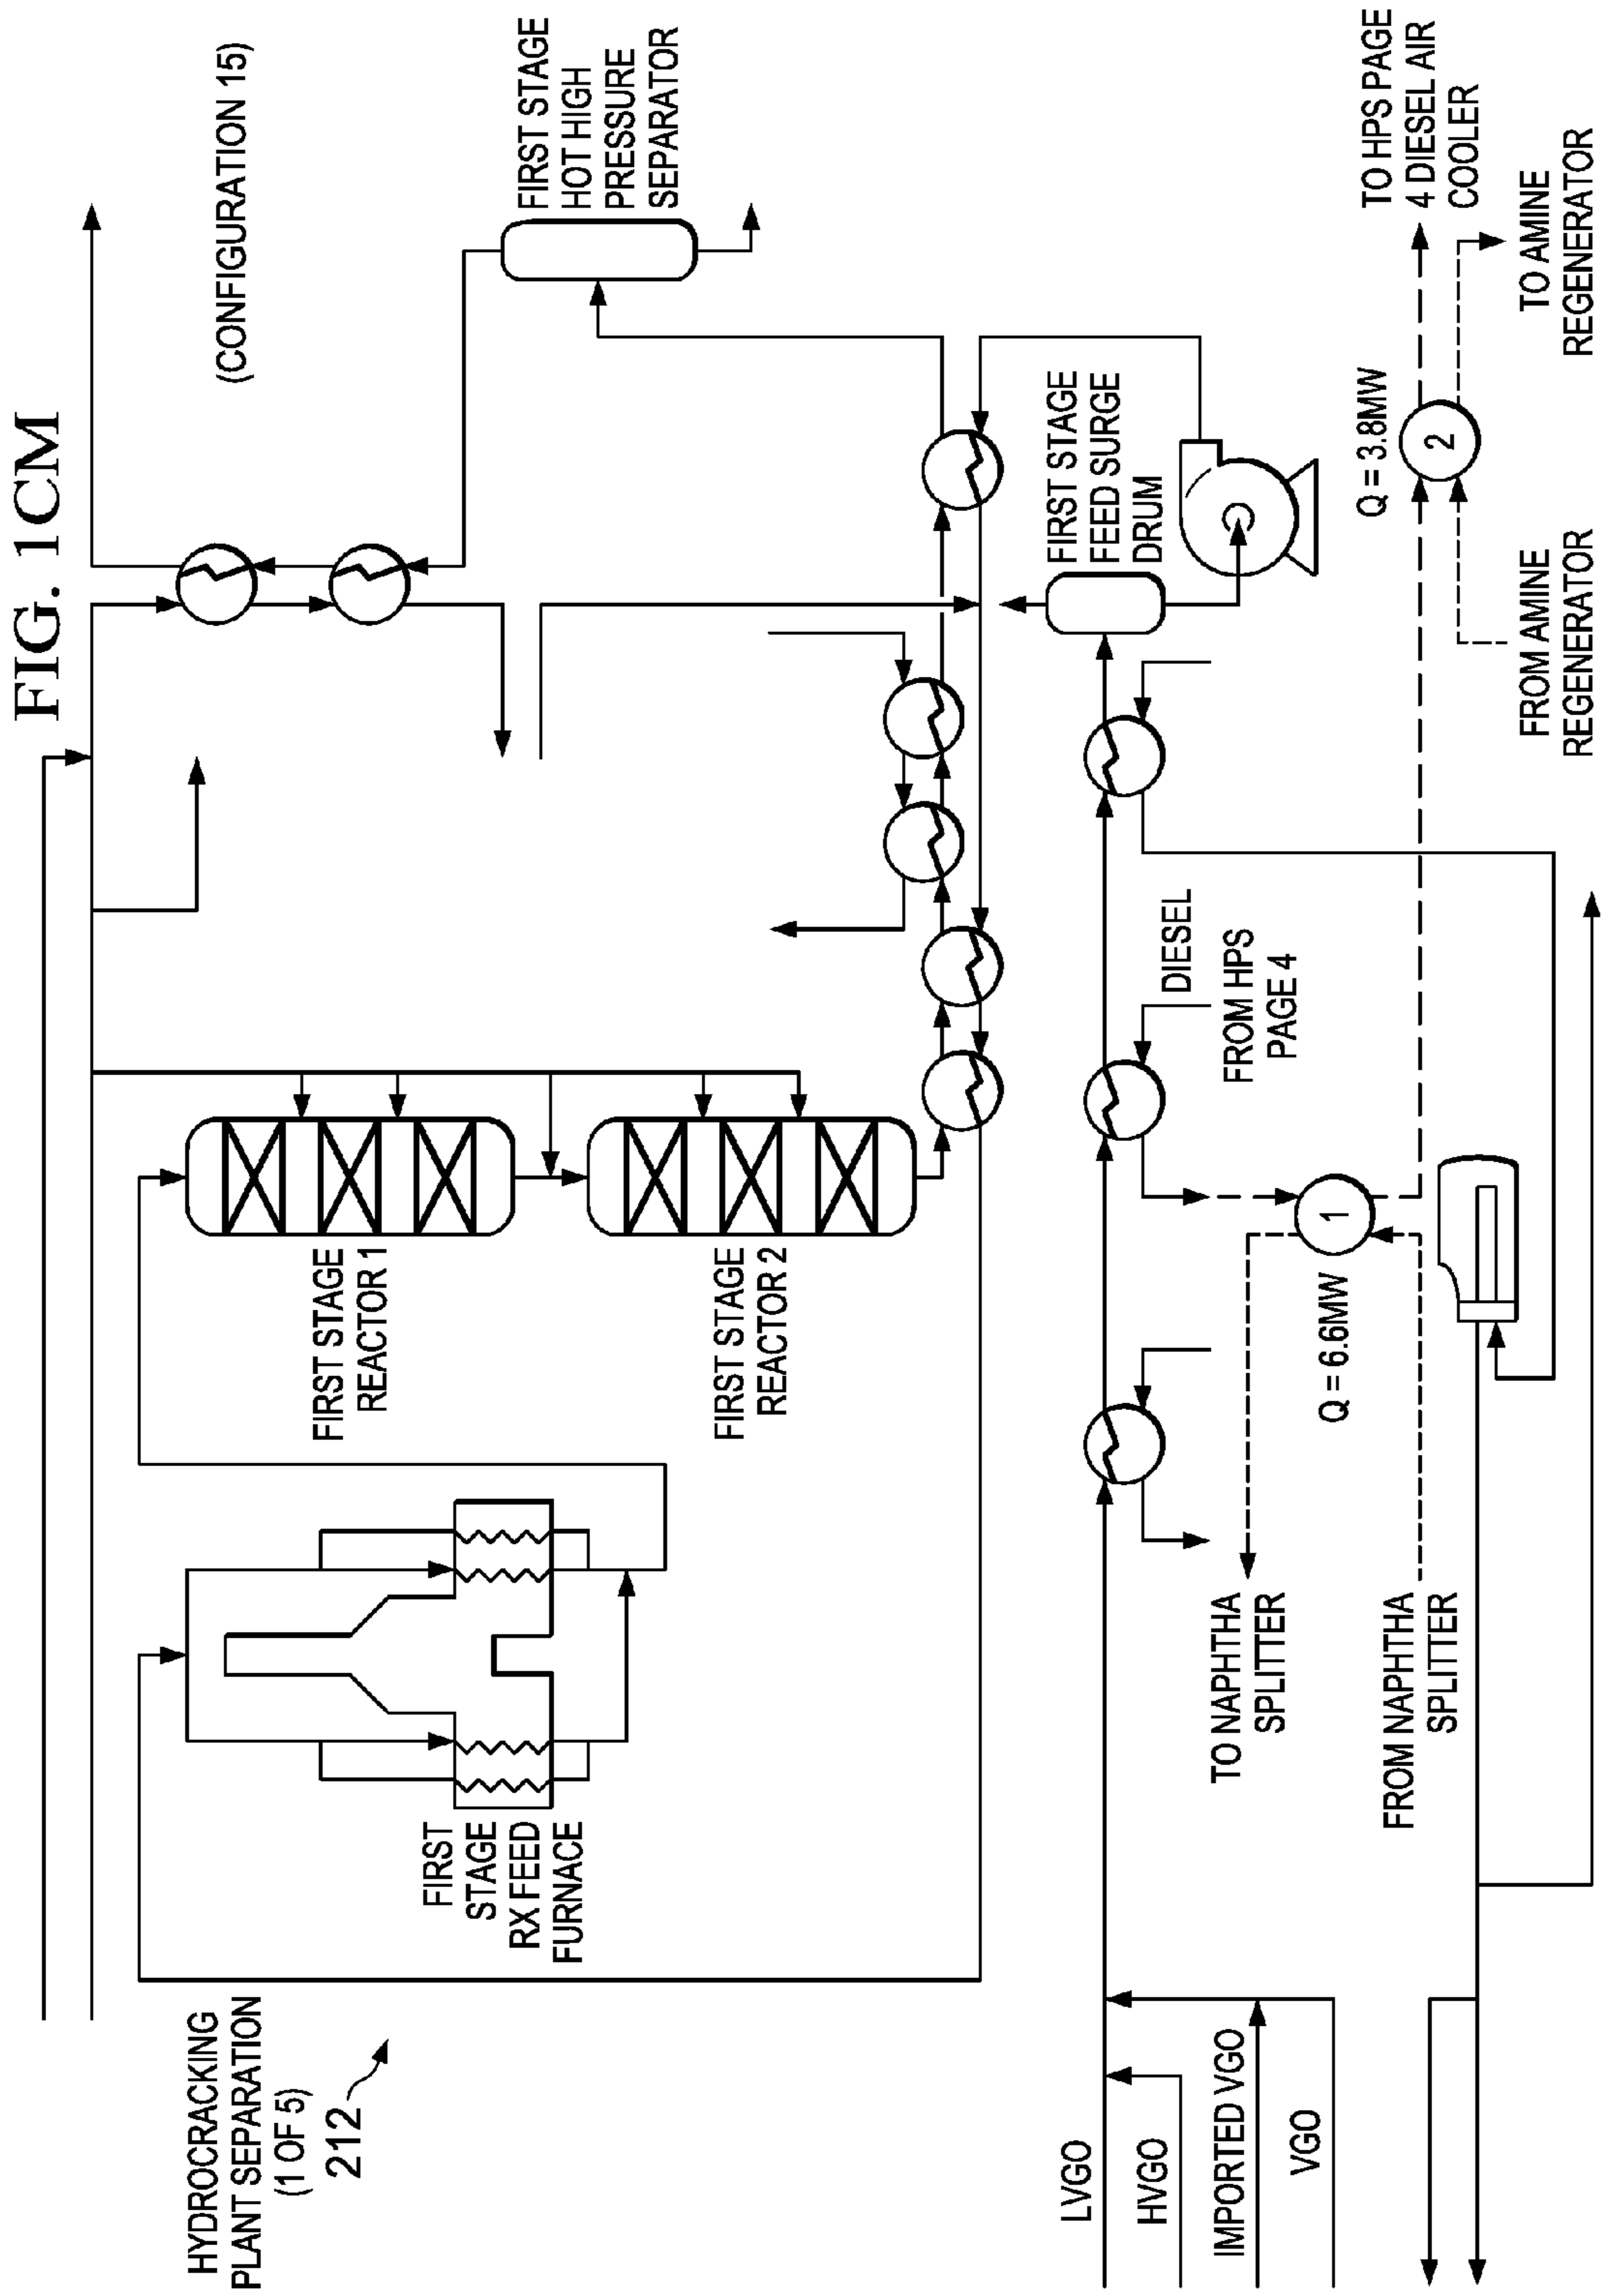 FIG. 1CM
(CONFIGURATION 15)
HYDROCRACKING
PLANT SEPARATION
(1 OF 5)
212
FIRST
STAGE
RX FEED
FURNACE
FIRST STAGE
REACTOR 1
FIRST STAGE
REACTOR 2
FIRST STAGE
HOT HIGH
PRESSURE
SEPARATOR
FIRST STAGE
FEED SURGE
DRUM
LVGO
HVGO
IMPORTED VGO
VGO
DIESEL
FROM HPS
PAGE 4
TO NAPHTHA
SPLITTER
FROM NAPHTHA
SPLITTER
Q = 6.6MW
1
Q = 3.8MW
2
TO HPS PAGE
4 DIESEL AIR
COOLER
FROM AMINE
REGENERATOR
TO AMINE
REGENERATOR